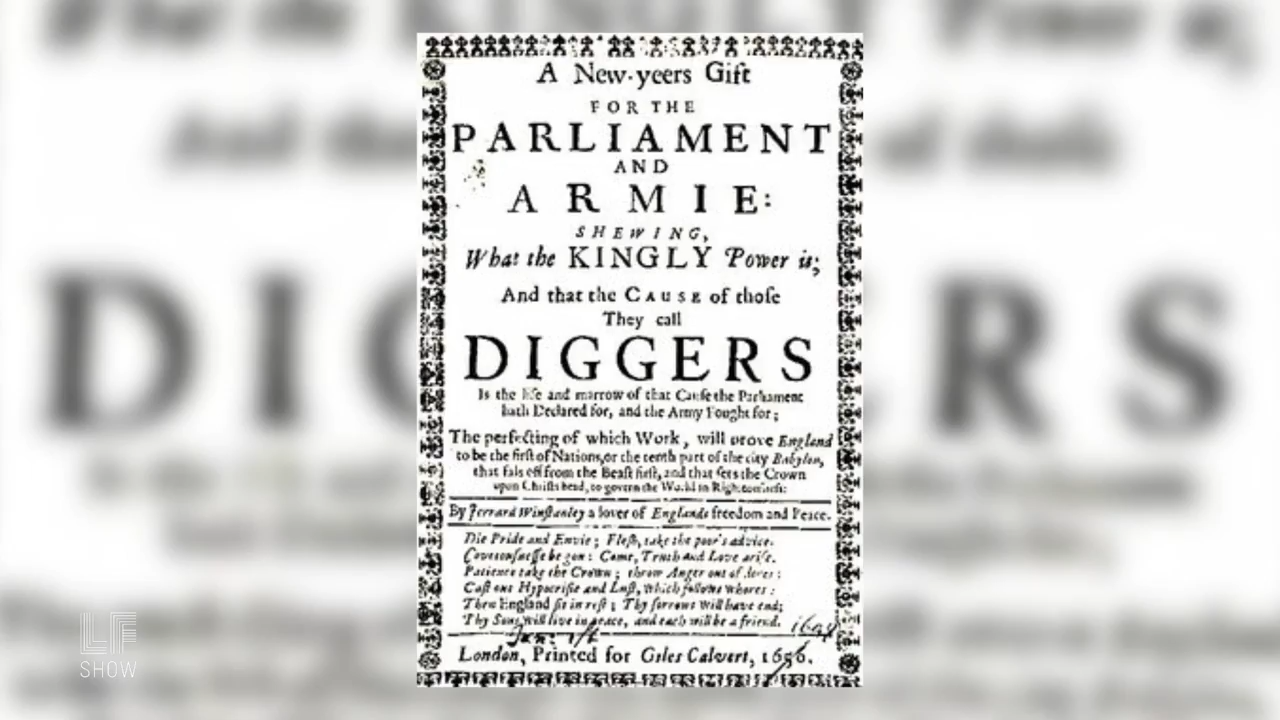 A New-yeers Gift
FOR THE
PARLIAMENT
AND
ARMIE:
SHEWING,
What the KINGLY Power is;
And that the CAUSE of thoſe
They call
DIGGERS
Is the life and marrow of that Cauſe the Parliament
hath Declared for, and the Army Fought for;
The perfecting of which Work, will prove England
to be the firſt of Nations, or the tenth part of the city Babylon,
that fals off from the Beaſt firſt, and that ſets the Crown
upon Chriſts head, to govern the World in Righteouſneſs:
By Jerrard Winſtanley a lover of Englands freedom and Peace.
Die Pride and Envie; Fleſh, take the poor's advice.
Covetouſneſſe be gon: Come, Truth and Love ariſe.
Patience take the Crown; throw Anger out of dores:
Caſt out Hypocriſie and Luſt, which follows whores:
Then England ſit in reſt; Thy ſorrows will have end;
Thy Sons will live in peace, and each will be a friend.
Jan: 1ſt
London, Printed for Giles Calvert, 1650.
LF
SHOW